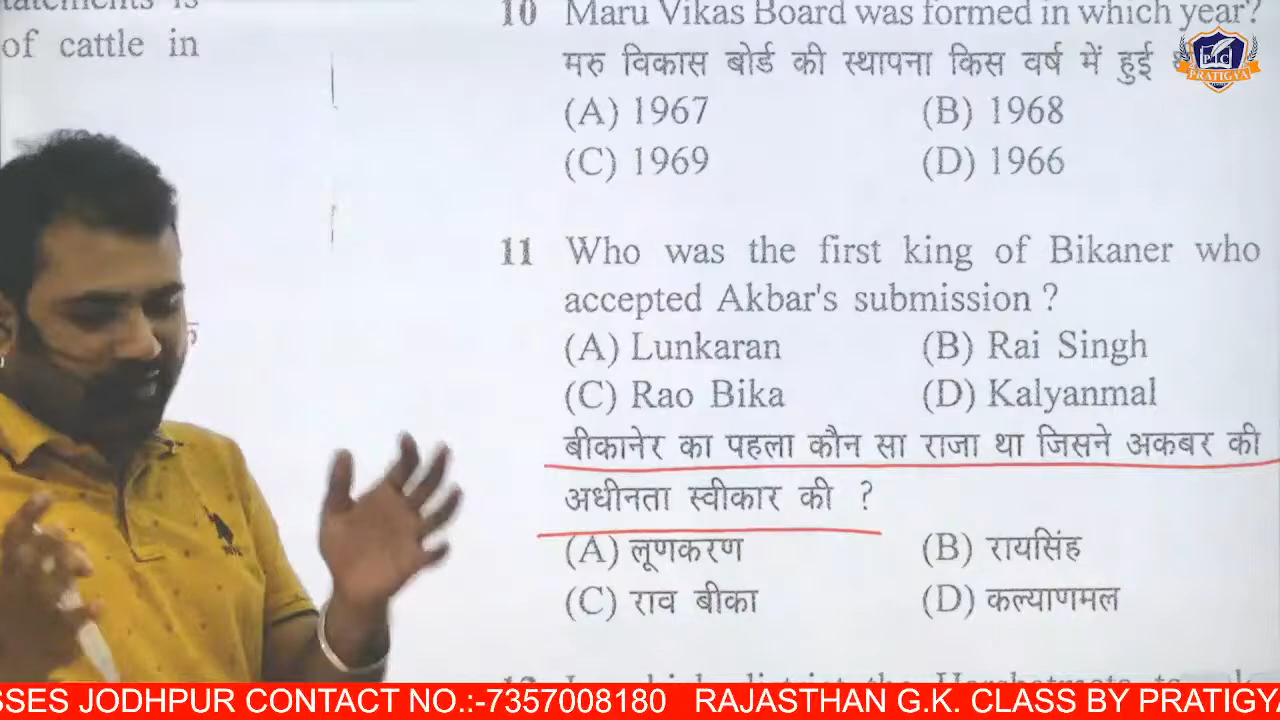 of cattle in
10 Maru Vikas Board was formed in which year?
मरु विकास बोर्ड की स्थापना किस वर्ष में हुई
(A) 1967 (B) 1968
(C) 1969 (D) 1966
11 Who was the first king of Bikaner who
accepted Akbar's submission ?
(A) Lunkaran (B) Rai Singh
(C) Rao Bika (D) Kalyanmal
बीकानेर का पहला कौन सा राजा था जिसने अकबर की
अधीनता स्वीकार की ?
(A) लूणकरण (B) रायसिंह
(C) राव बीका (D) कल्याणमल
PRATIGYA
SSES JODHPUR CONTACT NO.:-7357008180 RAJASTHAN G.K. CLASS BY PRATIGYA